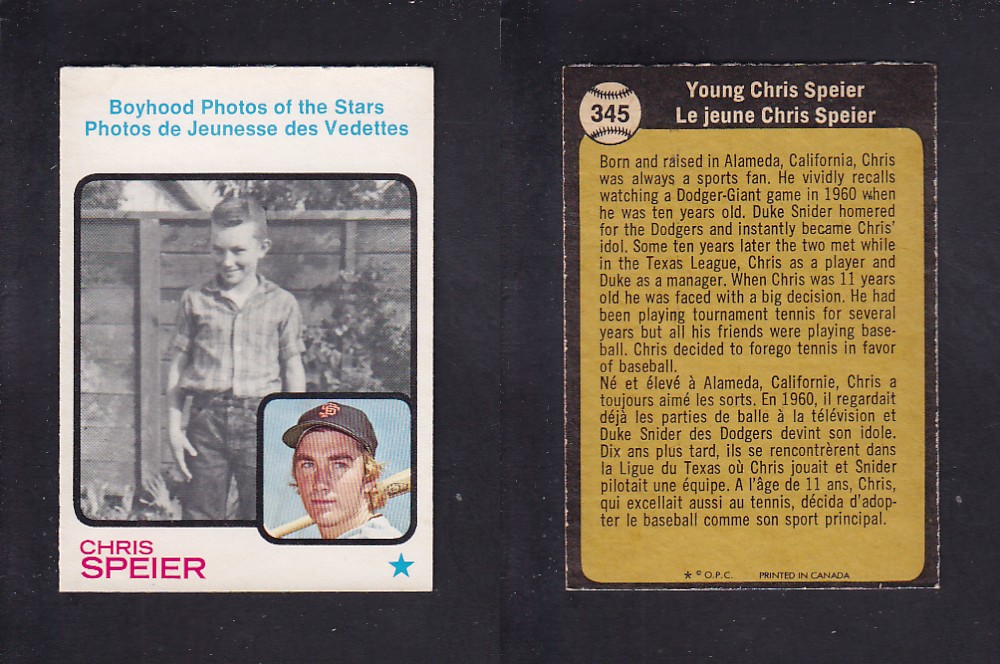 Boyhood Photos of the Stars
Photos de Jeunesse des Vedettes
SF
CHRIS
SPEIER
345
Young Chris Speier
Le jeune Chris Speier
Born and raised in Alameda, California, Chris
was always a sports fan. He vividly recalls
watching a Dodger-Giant game in 1960 when
he was ten years old. Duke Snider homered
for the Dodgers and instantly became Chris'
idol. Some ten years later the two met while
in the Texas League, Chris as a player and
Duke as a manager. When Chris was 11 years
old he was faced with a big decision. He had
been playing tournament tennis for several
years but all his friends were playing base-
ball. Chris decided to forego tennis in favor
of baseball.
Né et élevé à Alameda, Californie, Chris a
toujours aimé les sorts. En 1960, il regardait
déjà les parties de balle à la télévision et
Duke Snider des Dodgers devint son idole.
Dix ans plus tard, ils se rencontrèrent dans
la Ligue du Texas où Chris jouait et Snider
pilotait une équipe. A l'âge de 11 ans, Chris,
qui excellait aussi au tennis, décida d'adop-
ter le baseball comme son sport principal.
* © O.P.C. PRINTED IN CANADA